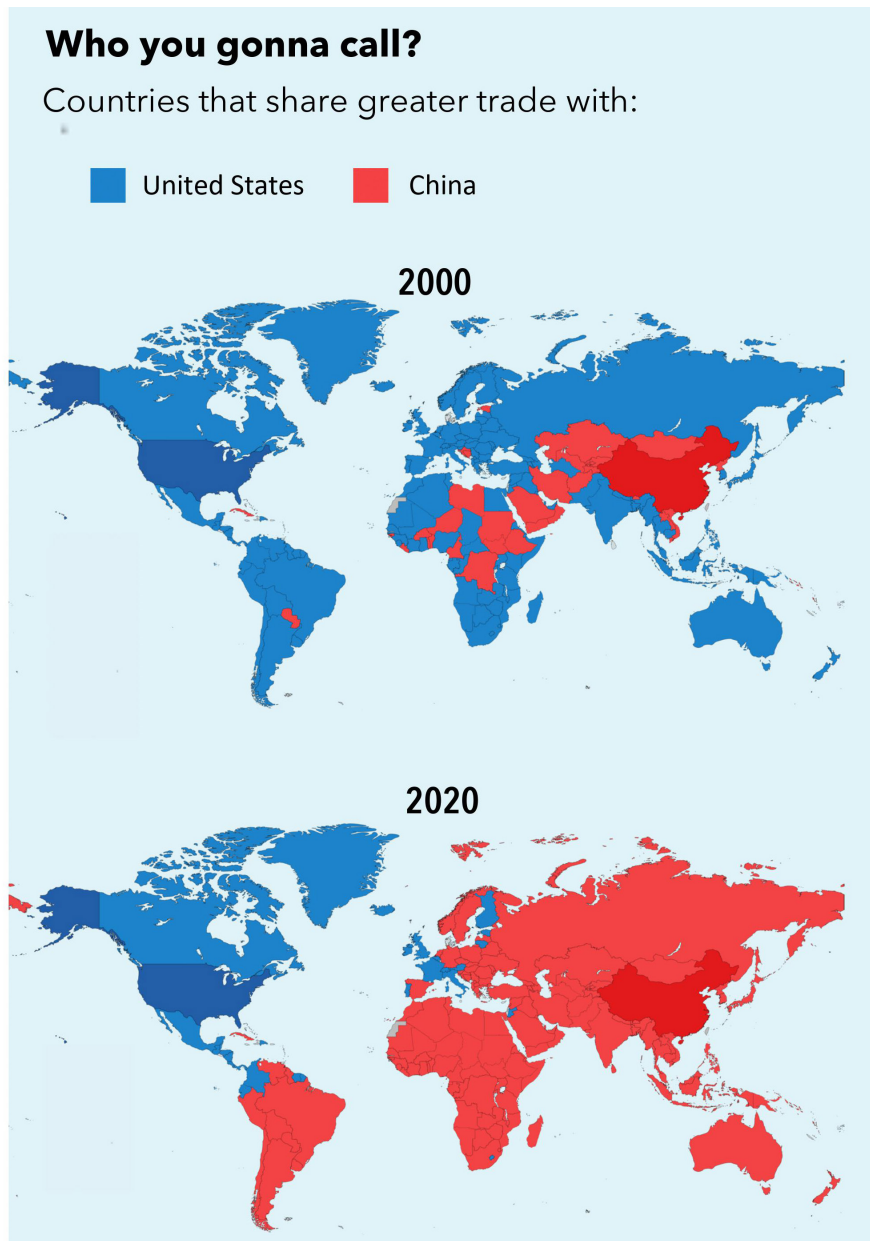 Who you gonna call?
Countries that share greater trade with:
United States China
2000
2020